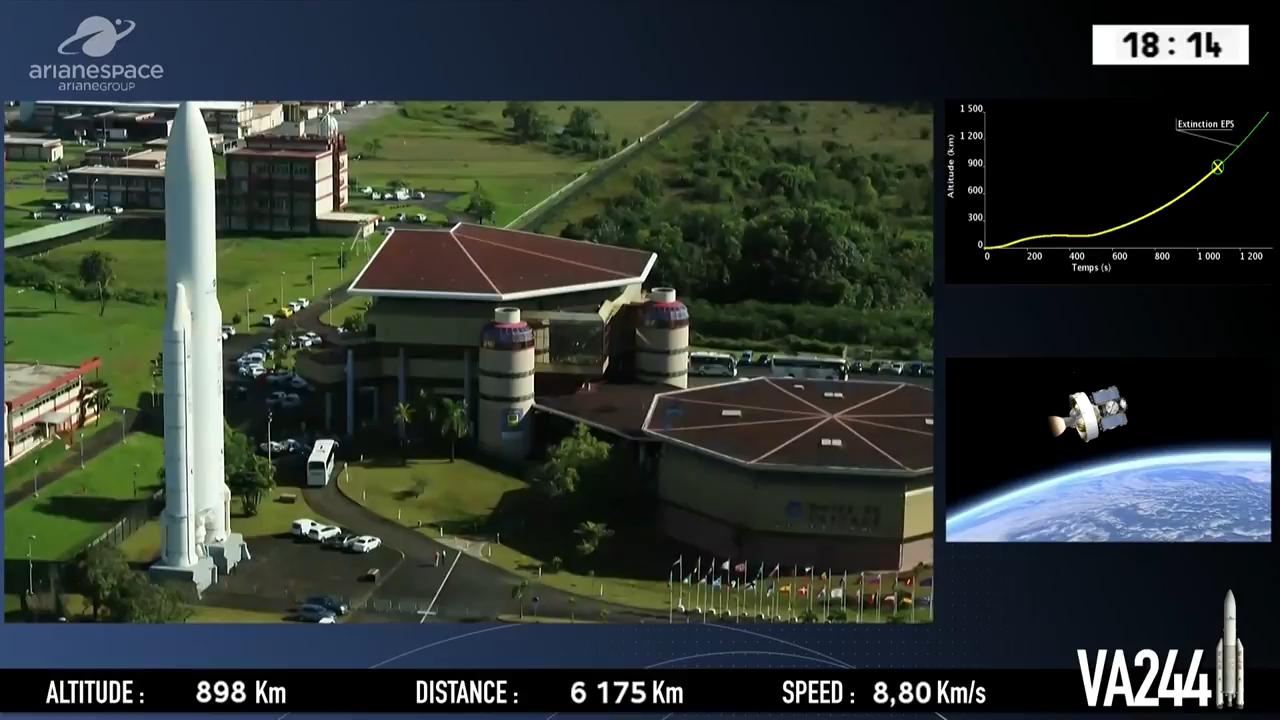 arianespace
arianeGROUP
18 : 14
1 500
1 200
900
600
300
0
Altitude (km)
Extinction EPS
0 200 400 600 800 1 000 1 200
Temps (s)
VA244
ALTITUDE : 898 Km DISTANCE : 6 175 Km SPEED : 8,80 Km/s